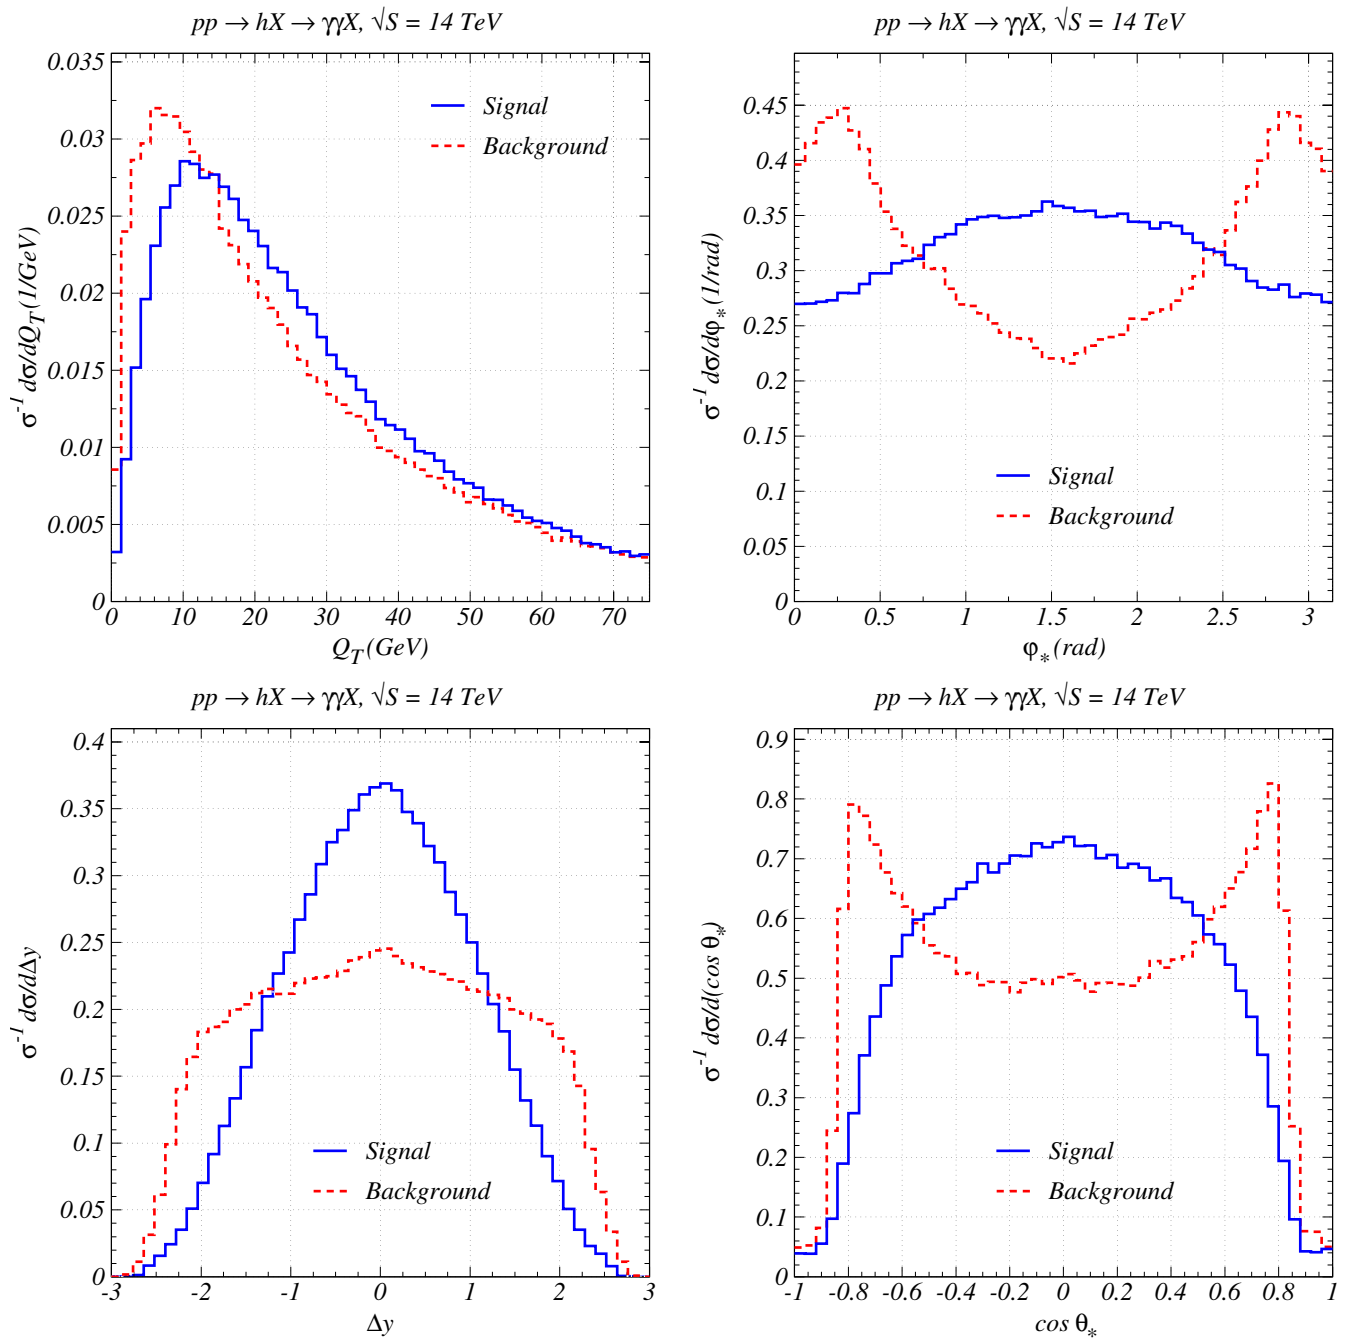 pp → hX → γγX, √S = 14 TeV
σ⁻¹ dσ/dQ_T (1/GeV)
0.035
0.03
0.025
0.02
0.015
0.01
0.005
0
Signal
Background
0 10 20 30 40 50 60 70
Q_T (GeV)
pp → hX → γγX, √S = 14 TeV
σ⁻¹ dσ/dφ_* (1/rad)
0.45
0.4
0.35
0.3
0.25
0.2
0.15
0.1
0.05
0
Signal
Background
0 0.5 1 1.5 2 2.5 3
φ_* (rad)
pp → hX → γγX, √S = 14 TeV
σ⁻¹ dσ/dΔy
0.4
0.35
0.3
0.25
0.2
0.15
0.1
0.05
0
Signal
Background
-3 -2 -1 0 1 2 3
Δy
pp → hX → γγX, √S = 14 TeV
σ⁻¹ dσ/d(cos θ_*)
0.9
0.8
0.7
0.6
0.5
0.4
0.3
0.2
0.1
0
Signal
Background
-1 -0.8 -0.6 -0.4 -0.2 0 0.2 0.4 0.6 0.8 1
cos θ_*